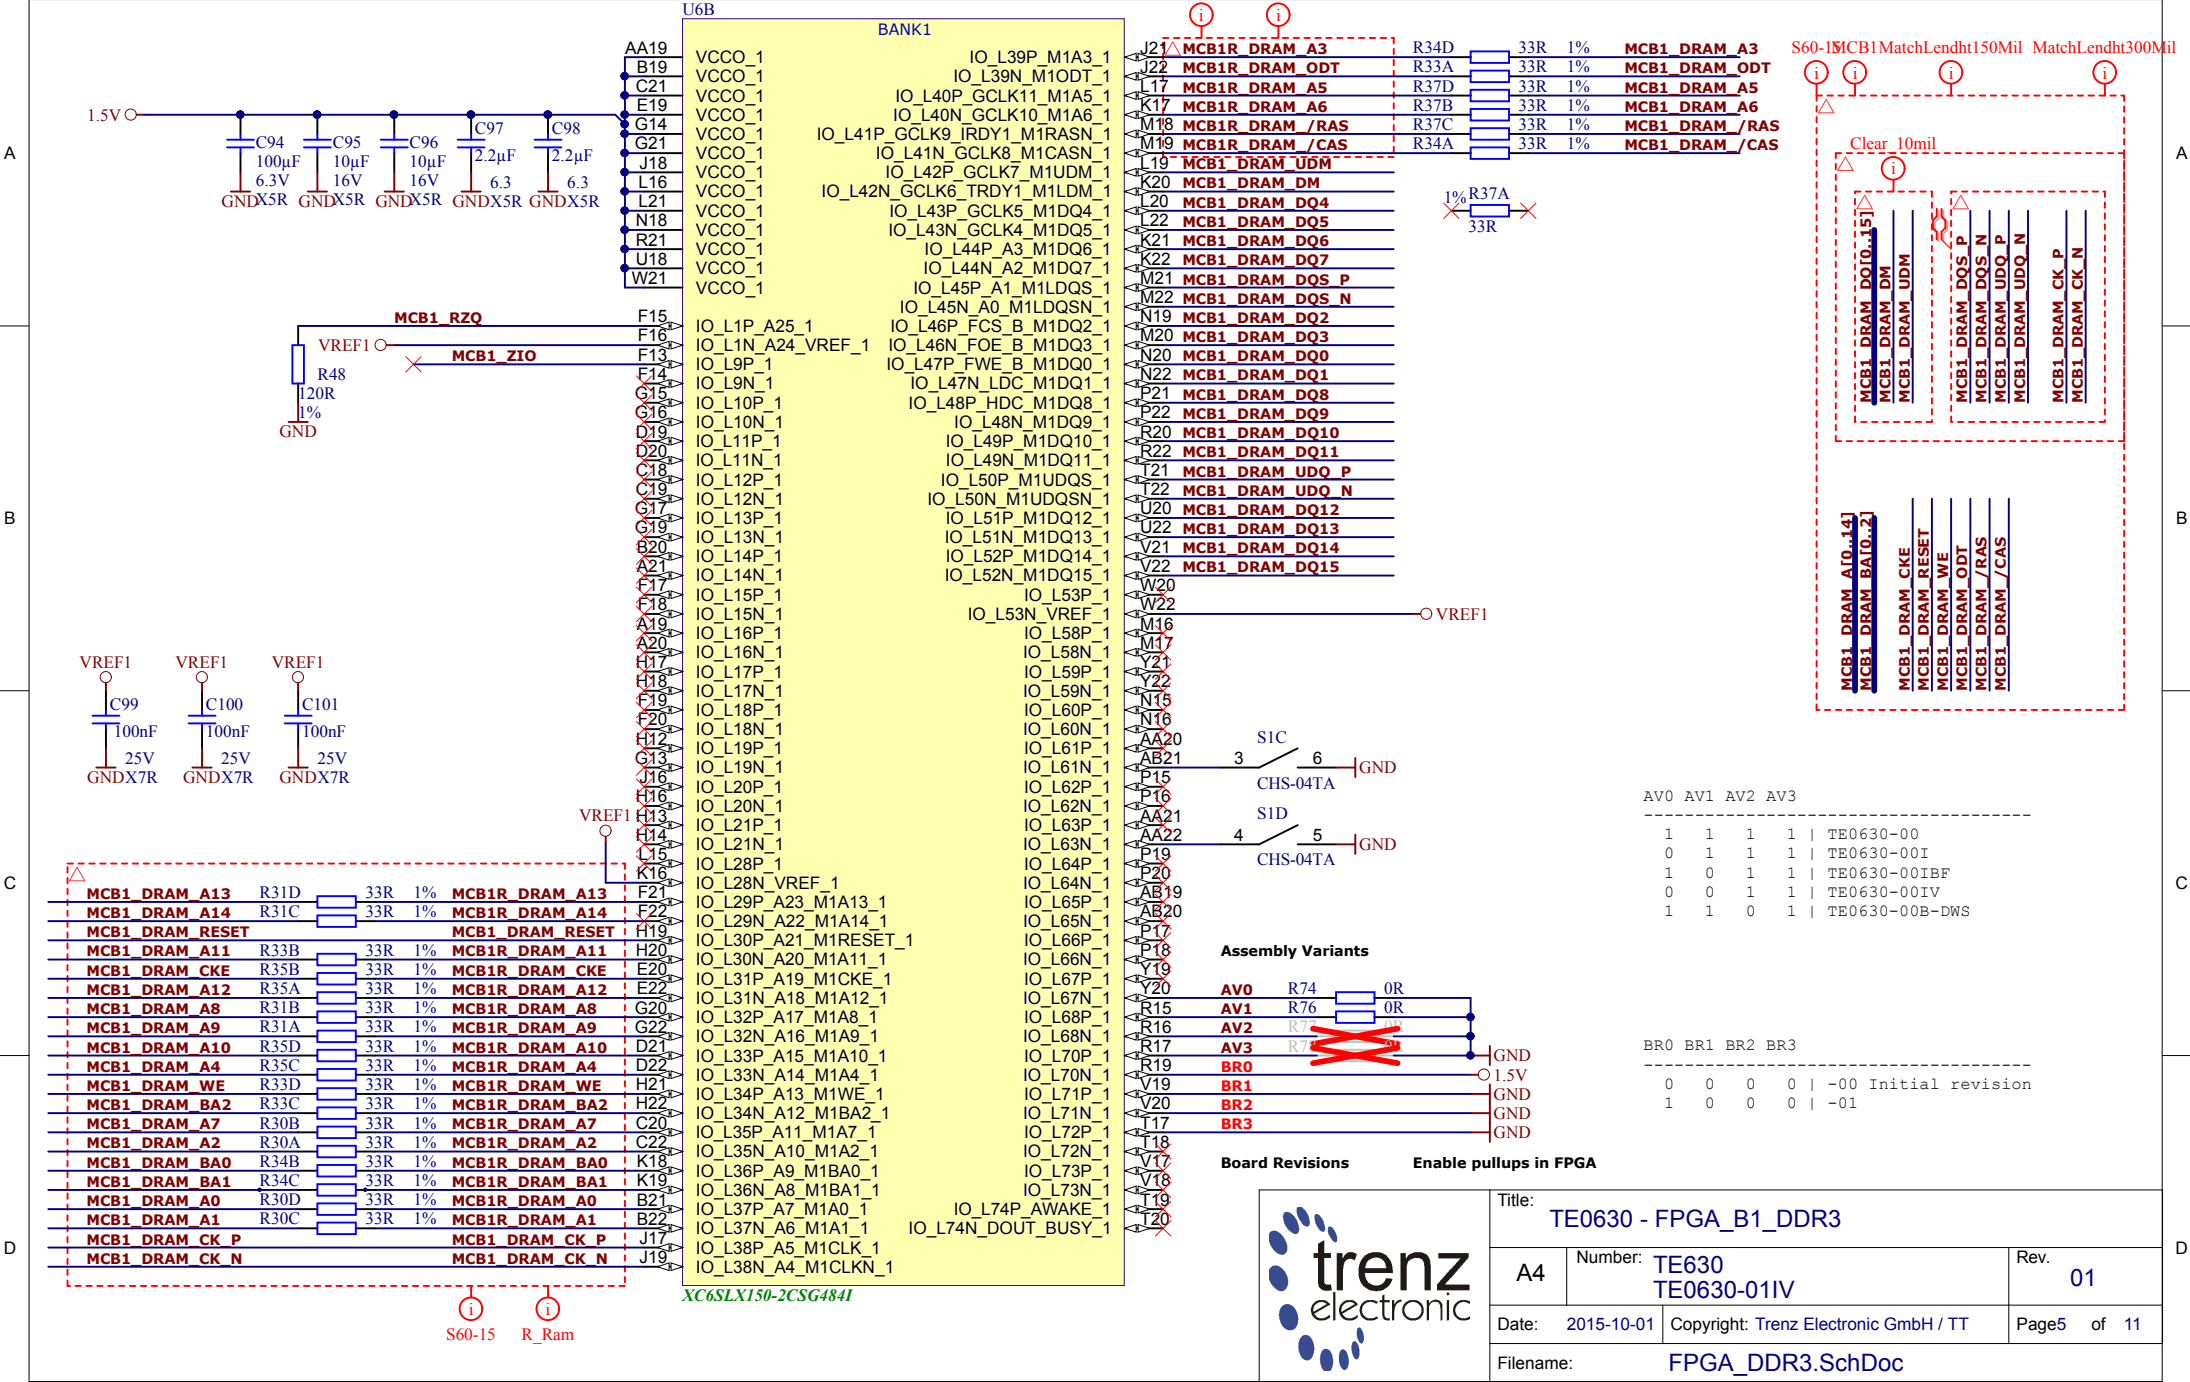 U6B
BANK1
1.5V
C94
100µF
6.3V
GND X5R
C95
10µF
16V
GND X5R
C96
10µF
16V
GND X5R
C97
2.2µF
6.3
GND X5R
C98
2.2µF
6.3
GND X5R
AA19 VCCO_1
B19 VCCO_1
C21 VCCO_1
E19 VCCO_1
G14 VCCO_1
G21 VCCO_1
J18 VCCO_1
L16 VCCO_1
L21 VCCO_1
N18 VCCO_1
R21 VCCO_1
U18 VCCO_1
W21 VCCO_1
MCB1_RZQ F15 IO_L1P_A25_1
VREF1 F16 IO_L1N_A24_VREF_1
MCB1_ZIO F13 IO_L9P_1
R48
120R
1%
GND
F14 IO_L9N_1
G15 IO_L10P_1
G16 IO_L10N_1
D19 IO_L11P_1
D20 IO_L11N_1
C18 IO_L12P_1
C19 IO_L12N_1
G17 IO_L13P_1
G19 IO_L13N_1
B20 IO_L14P_1
A21 IO_L14N_1
F17 IO_L15P_1
F18 IO_L15N_1
A19 IO_L16P_1
A20 IO_L16N_1
H17 IO_L17P_1
H18 IO_L17N_1
F19 IO_L18P_1
F20 IO_L18N_1
H12 IO_L19P_1
G13 IO_L19N_1
J16 IO_L20P_1
H16 IO_L20N_1
H13 IO_L21P_1
H14 IO_L21N_1
L15 IO_L28P_1
VREF1 K16 IO_L28N_VREF_1
VREF1
C99
100nF
25V
GND X7R
VREF1
C100
100nF
25V
GND X7R
VREF1
C101
100nF
25V
GND X7R
MCB1_DRAM_A13 R31D 33R 1% MCB1R_DRAM_A13 F21 IO_L29P_A23_M1A13_1
MCB1_DRAM_A14 R31C 33R 1% MCB1R_DRAM_A14 F22 IO_L29N_A22_M1A14_1
MCB1_DRAM_RESET MCB1_DRAM_RESET H19 IO_L30P_A21_M1RESET_1
MCB1_DRAM_A11 R33B 33R 1% MCB1R_DRAM_A11 H20 IO_L30N_A20_M1A11_1
MCB1_DRAM_CKE R35B 33R 1% MCB1R_DRAM_CKE E20 IO_L31P_A19_M1CKE_1
MCB1_DRAM_A12 R35A 33R 1% MCB1R_DRAM_A12 E22 IO_L31N_A18_M1A12_1
MCB1_DRAM_A8 R31B 33R 1% MCB1R_DRAM_A8 G20 IO_L32P_A17_M1A8_1
MCB1_DRAM_A9 R31A 33R 1% MCB1R_DRAM_A9 G22 IO_L32N_A16_M1A9_1
MCB1_DRAM_A10 R35D 33R 1% MCB1R_DRAM_A10 D21 IO_L33P_A15_M1A10_1
MCB1_DRAM_A4 R35C 33R 1% MCB1R_DRAM_A4 D22 IO_L33N_A14_M1A4_1
MCB1_DRAM_WE R33D 33R 1% MCB1R_DRAM_WE H21 IO_L34P_A13_M1WE_1
MCB1_DRAM_BA2 R33C 33R 1% MCB1R_DRAM_BA2 H22 IO_L34N_A12_M1BA2_1
MCB1_DRAM_A7 R30B 33R 1% MCB1R_DRAM_A7 C20 IO_L35P_A11_M1A7_1
MCB1_DRAM_A2 R30A 33R 1% MCB1R_DRAM_A2 C22 IO_L35N_A10_M1A2_1
MCB1_DRAM_BA0 R34B 33R 1% MCB1R_DRAM_BA0 K18 IO_L36P_A9_M1BA0_1
MCB1_DRAM_BA1 R34C 33R 1% MCB1R_DRAM_BA1 K19 IO_L36N_A8_M1BA1_1
MCB1_DRAM_A0 R30D 33R 1% MCB1R_DRAM_A0 B21 IO_L37P_A7_M1A0_1
MCB1_DRAM_A1 R30C 33R 1% MCB1R_DRAM_A1 B22 IO_L37N_A6_M1A1_1
MCB1_DRAM_CK_P MCB1_DRAM_CK_P J17 IO_L38P_A5_M1CLK_1
MCB1_DRAM_CK_N MCB1_DRAM_CK_N J19 IO_L38N_A4_M1CLKN_1
S60-15 R_Ram
XC6SLX150-2CSG484I
IO_L39P_M1A3_1 J21 MCB1R_DRAM_A3 R34D 33R 1% MCB1_DRAM_A3
IO_L39N_M1ODT_1 J22 MCB1R_DRAM_ODT R33A 33R 1% MCB1_DRAM_ODT
IO_L40P_GCLK11_M1A5_1 L17 MCB1R_DRAM_A5 R37D 33R 1% MCB1_DRAM_A5
IO_L40N_GCLK10_M1A6_1 K17 MCB1R_DRAM_A6 R37B 33R 1% MCB1_DRAM_A6
IO_L41P_GCLK9_IRDY1_M1RASN_1 M18 MCB1R_DRAM_/RAS R37C 33R 1% MCB1_DRAM_/RAS
IO_L41N_GCLK8_M1CASN_1 M19 MCB1R_DRAM_/CAS R34A 33R 1% MCB1_DRAM_/CAS
IO_L42P_GCLK7_M1UDM_1 L19 MCB1_DRAM_UDM
IO_L42N_GCLK6_TRDY1_M1LDM_1 K20 MCB1_DRAM_DM
IO_L43P_GCLK5_M1DQ4_1 L20 MCB1_DRAM_DQ4
IO_L43N_GCLK4_M1DQ5_1 L22 MCB1_DRAM_DQ5
IO_L44P_A3_M1DQ6_1 K21 MCB1_DRAM_DQ6
IO_L44N_A2_M1DQ7_1 K22 MCB1_DRAM_DQ7
IO_L45P_A1_M1LDQS_1 M21 MCB1_DRAM_DQS_P
IO_L45N_A0_M1LDQSN_1 M22 MCB1_DRAM_DQS_N
IO_L46P_FCS_B_M1DQ2_1 N19 MCB1_DRAM_DQ2
IO_L46N_FOE_B_M1DQ3_1 M20 MCB1_DRAM_DQ3
IO_L47P_FWE_B_M1DQ0_1 N20 MCB1_DRAM_DQ0
IO_L47N_LDC_M1DQ1_1 N22 MCB1_DRAM_DQ1
IO_L48P_HDC_M1DQ8_1 P21 MCB1_DRAM_DQ8
IO_L48N_M1DQ9_1 P22 MCB1_DRAM_DQ9
IO_L49P_M1DQ10_1 R20 MCB1_DRAM_DQ10
IO_L49N_M1DQ11_1 R22 MCB1_DRAM_DQ11
IO_L50P_M1UDQS_1 T21 MCB1_DRAM_UDQ_P
IO_L50N_M1UDQSN_1 T22 MCB1_DRAM_UDQ_N
IO_L51P_M1DQ12_1 U20 MCB1_DRAM_DQ12
IO_L51N_M1DQ13_1 U22 MCB1_DRAM_DQ13
IO_L52P_M1DQ14_1 V21 MCB1_DRAM_DQ14
IO_L52N_M1DQ15_1 V22 MCB1_DRAM_DQ15
IO_L53P_1 W20
IO_L53N_VREF_1 W22 VREF1
IO_L58P_1 M16
IO_L58N_1 M17
IO_L59P_1 Y21
IO_L59N_1 Y22
IO_L60P_1 N15
IO_L60N_1 N16
IO_L61P_1 AA20
IO_L61N_1 AB21
IO_L62P_1 P15
IO_L62N_1 P16
IO_L63P_1 AA21
IO_L63N_1 AA22
IO_L64P_1 P19
IO_L64N_1 P20
IO_L65P_1 AB19
IO_L65N_1 AB20
IO_L66P_1 P17
IO_L66N_1 P18
IO_L67P_1 Y19
IO_L67N_1 Y20 AV0 R74 0R
IO_L68P_1 R15 AV1 R76 0R
IO_L68N_1 R16 AV2
IO_L70P_1 R17 AV3 GND
IO_L70N_1 R19 BR0 1.5V
IO_L71P_1 V19 BR1 GND
IO_L71N_1 V20 BR2 GND
IO_L72P_1 T17 BR3 GND
IO_L72N_1 T18
IO_L73P_1 V17
IO_L73N_1 V18
IO_L74P_AWAKE_1 T19
IO_L74N_DOUT_BUSY_1 T20
1% R37A
33R
S1C
3 6 GND
CHS-04TA
S1D
4 5 GND
CHS-04TA
Assembly Variants
Board Revisions Enable pullups in FPGA
S60-15 MCB1 MatchLendht150Mil MatchLendht300Mil
Clear_10mil
MCB1_DRAM_DQ[0..15]
MCB1_DRAM_DM
MCB1_DRAM_UDM
MCB1_DRAM_DQS_P
MCB1_DRAM_DQS_N
MCB1_DRAM_UDQ_P
MCB1_DRAM_UDQ_N
MCB1_DRAM_CK_P
MCB1_DRAM_CK_N
MCB1_DRAM_A[0..14]
MCB1_DRAM_BA[0..2]
MCB1_DRAM_CKE
MCB1_DRAM_RESET
MCB1_DRAM_WE
MCB1_DRAM_ODT
MCB1_DRAM_/RAS
MCB1_DRAM_/CAS
AV0 AV1 AV2 AV3
1 1 1 1 | TE0630-00
0 1 1 1 | TE0630-00I
1 0 1 1 | TE0630-00IBF
0 0 1 1 | TE0630-00IV
1 1 0 1 | TE0630-00B-DWS
BR0 BR1 BR2 BR3
0 0 0 0 | -00 Initial revision
1 0 0 0 | -01
A A
B B
C C
D D
trenz
electronic
Title:
TE0630 - FPGA_B1_DDR3
A4 Number: TE630
TE0630-01IV
Rev.
01
Date: 2015-10-01 Copyright: Trenz Electronic GmbH / TT Page5 of 11
Filename: FPGA_DDR3.SchDoc